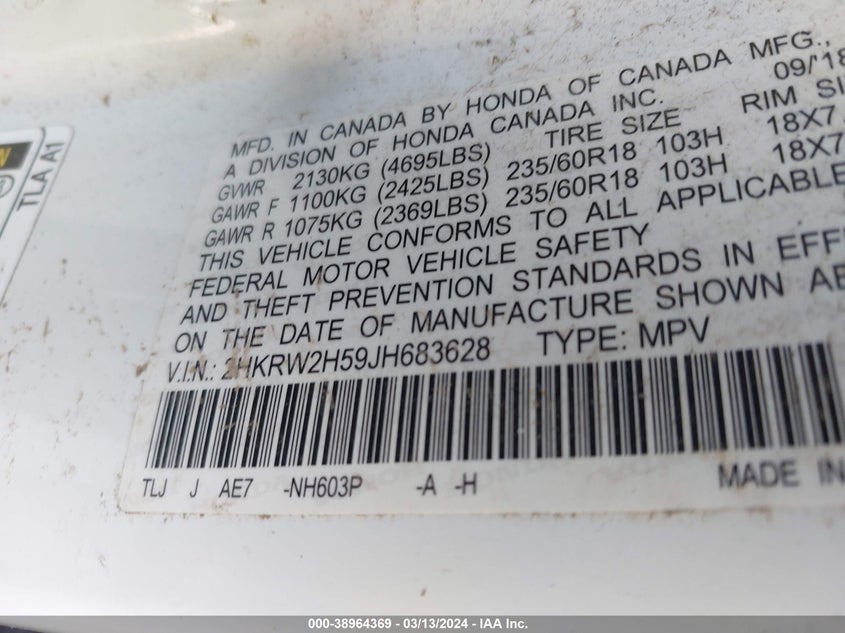 MFD. IN CANADA BY HONDA OF CANADA MFG.,
A DIVISION OF HONDA CANADA INC. 09/18
GVWR 2130KG (4695LBS) TIRE SIZE RIM
GAWR F 1100KG (2425LBS) 235/60R18 103H 18X7
GAWR R 1075KG (2369LBS) 235/60R18 103H 18X7
THIS VEHICLE CONFORMS TO ALL APPLICABLE
FEDERAL MOTOR VEHICLE SAFETY
AND THEFT PREVENTION STANDARDS IN
ON THE DATE OF MANUFACTURE SHOWN
V.I.N.: 2HKRW2H59JH683628 TYPE: MPV
TLJ J AE7 -NH603P -A -H MADE IN
TLA A1
000-38964369 — 03/13/2024 — IAA Inc.